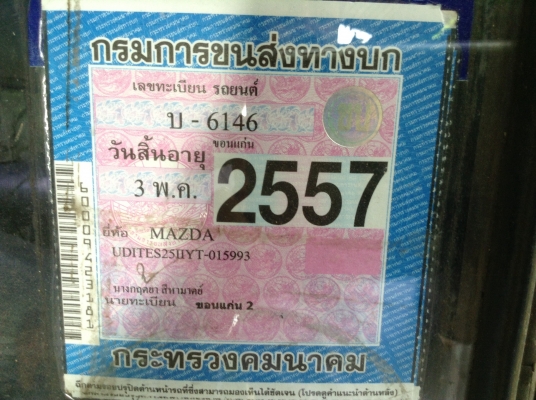 กรมการขนส่งทางบก
เลขทะเบียน รถยนต์
บ - 6146
ขอนแก่น
วันสิ้นอายุ
3 พ.ค. 2557
ยี่ห้อ MAZDA
UDITES25IIYT-015993
นายทะเบียน ขอนแก่น 2
กระทรวงคมนาคม